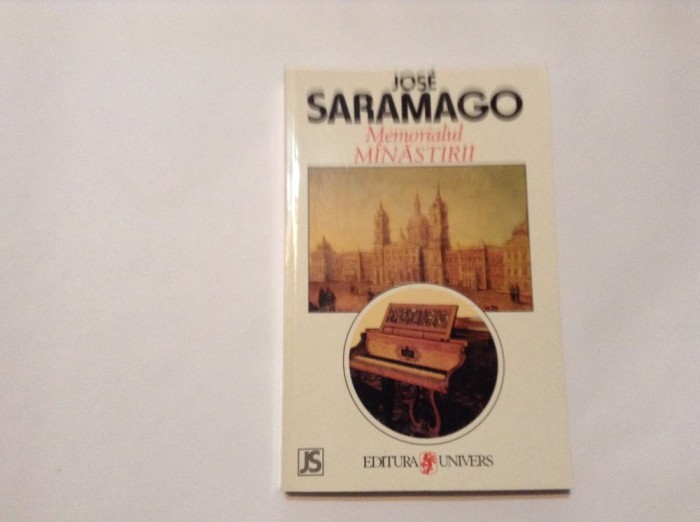 JOSÉ
SARAMAGO
Memorialul
MÎNĂSTIRII
JS
EDITURA UNIVERS